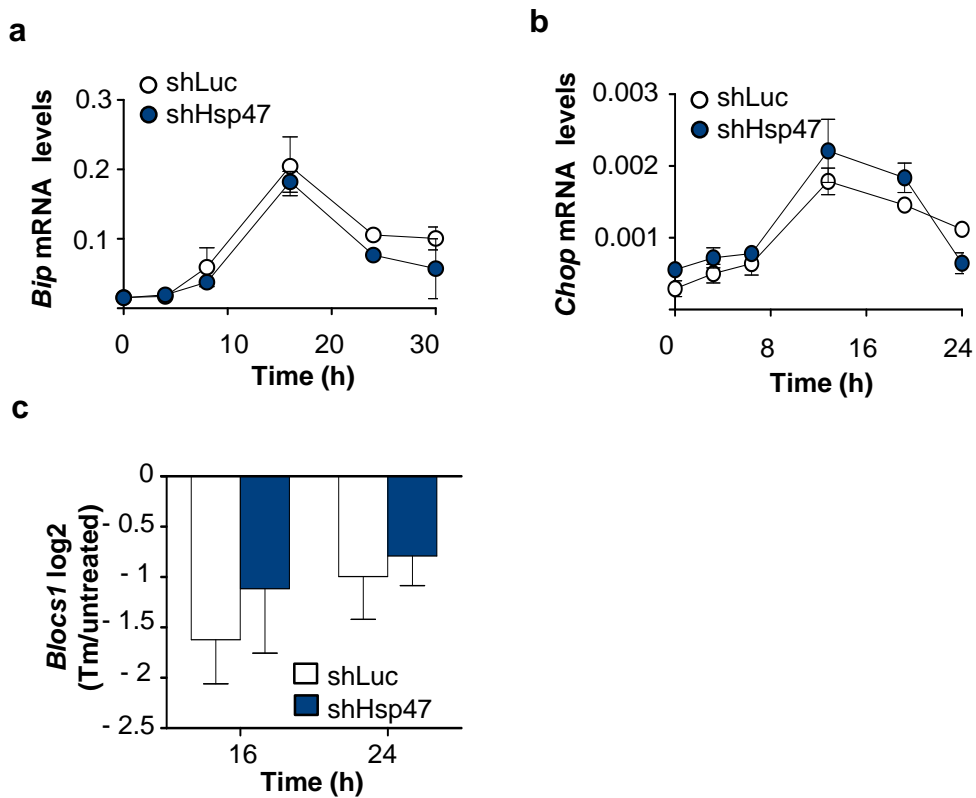 a
shLuc
shHsp47
0.3
0.2
0.1
Bip mRNA levels
0 10 20 30
Time (h)
b
shLuc
shHsp47
0.003
0.002
0.001
Chop mRNA levels
0 8 16 24
Time (h)
c
0
- 0.5
- 1
- 1.5
- 2
- 2.5
Blocs1 log2
(Tm/untreated)
shLuc
shHsp47
16 24
Time (h)